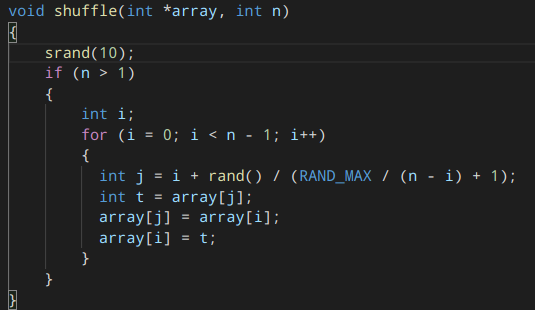 void shuffle(int *array, int n)
{
    srand(10);
    if (n > 1)
    {
        int i;
        for (i = 0; i < n - 1; i++)
        {
          int j = i + rand() / (RAND_MAX / (n - i) + 1);
          int t = array[j];
          array[j] = array[i];
          array[i] = t;
        }
    }
}